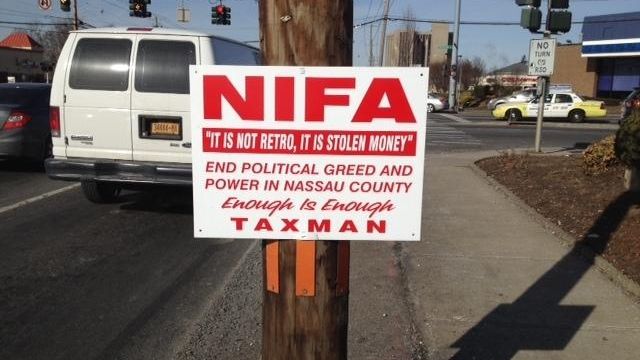 NIFA
"IT IS NOT RETRO, IT IS STOLEN MONEY"
END POLITICAL GREED AND
POWER IN NASSAU COUNTY
Enough Is Enough
TAXMAN
NO
TURN
ON
RED